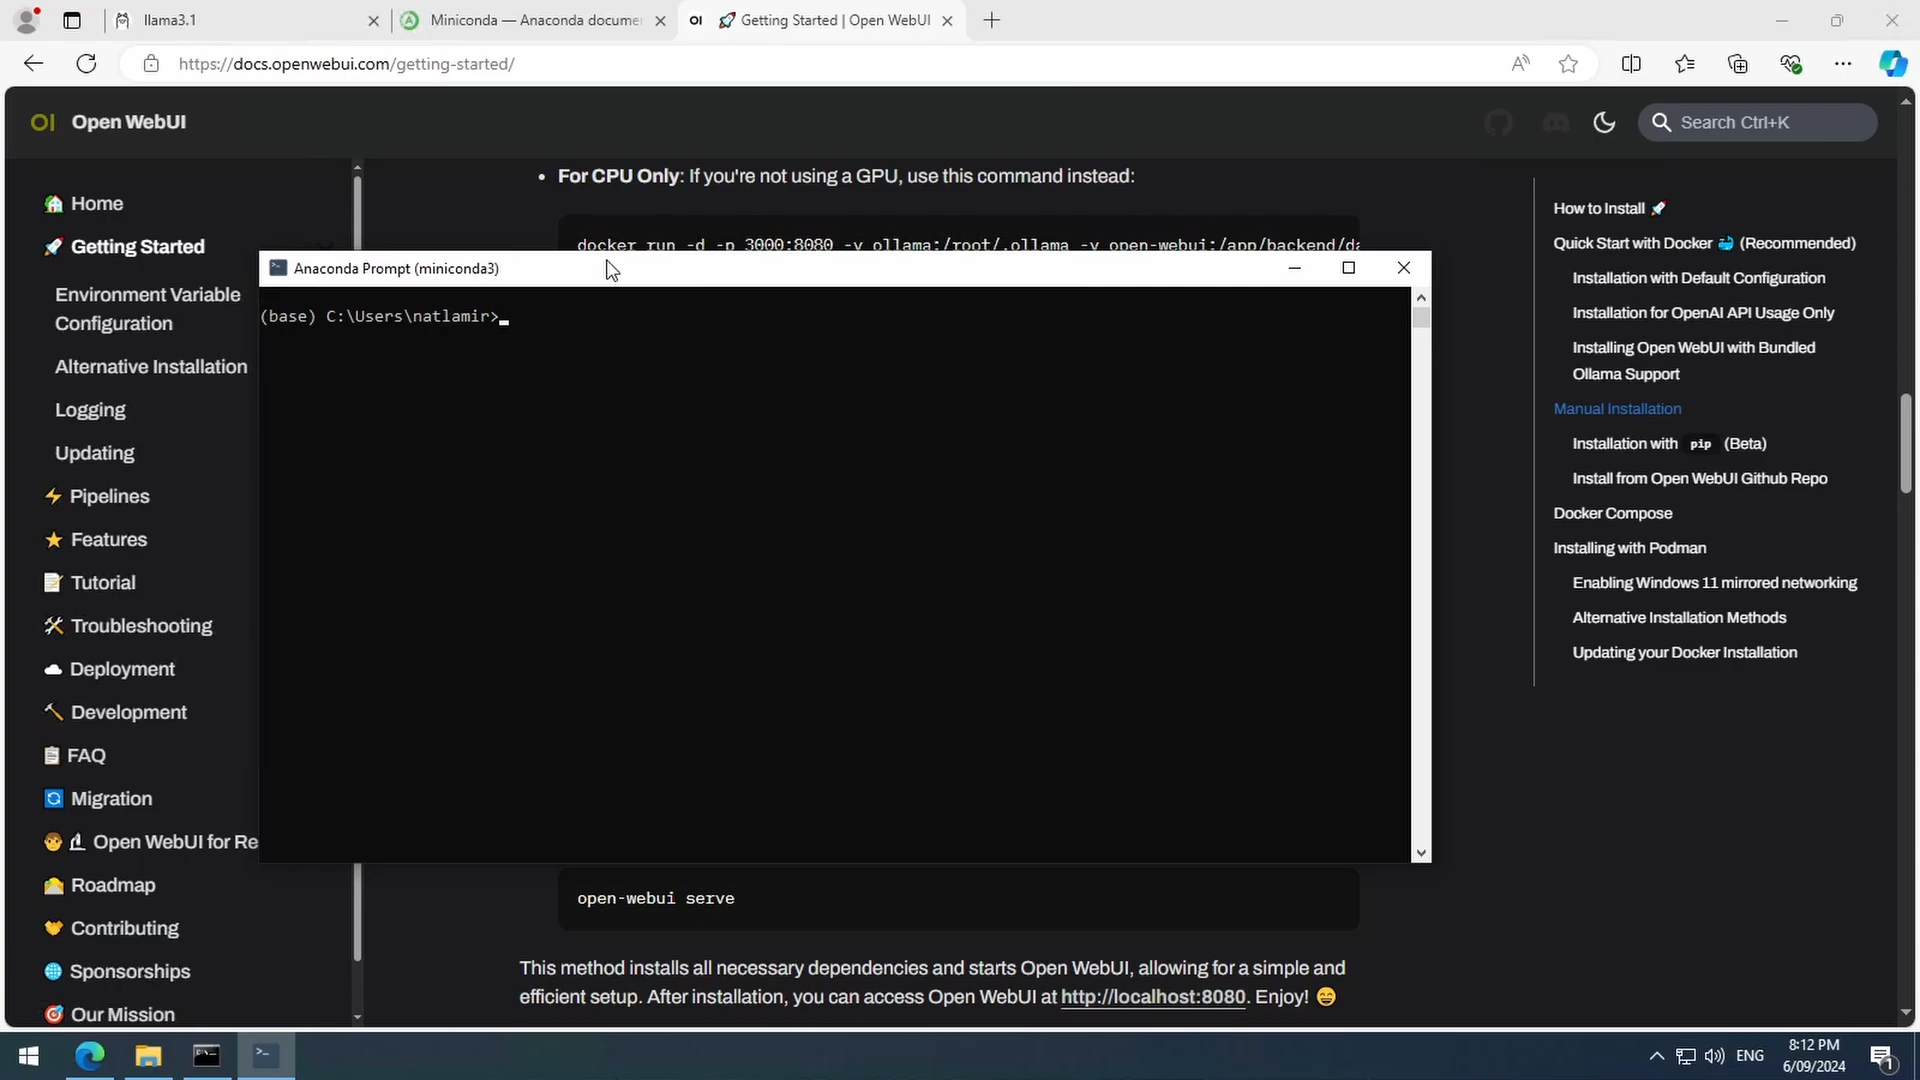 llama3.1
Miniconda — Anaconda documen
OI 🚀 Getting Started | Open WebUI
https://docs.openwebui.com/getting-started/
OI Open WebUI
Search Ctrl+K
🏠 Home
🚀 Getting Started
Environment Variable
Configuration
Alternative Installation
Logging
Updating
⚡ Pipelines
⭐ Features
📝 Tutorial
🛠 Troubleshooting
☁ Deployment
🔨 Development
📋 FAQ
🔄 Migration
Open WebUI for Re
Roadmap
🤝 Contributing
🌐 Sponsorships
🎯 Our Mission
• For CPU Only: If you're not using a GPU, use this command instead:
docker run -d -p 3000:8080 -v ollama:/root/.ollama -v open-webui:/app/backend/da
Anaconda Prompt (miniconda3)
(base) C:\Users\natlamir>
open-webui serve
This method installs all necessary dependencies and starts Open WebUI, allowing for a simple and
efficient setup. After installation, you can access Open WebUI at http://localhost:8080. Enjoy! 😄
How to Install 🚀
Quick Start with Docker 🐳 (Recommended)
Installation with Default Configuration
Installation for OpenAI API Usage Only
Installing Open WebUI with Bundled
Ollama Support
Manual Installation
Installation with pip (Beta)
Install from Open WebUI Github Repo
Docker Compose
Installing with Podman
Enabling Windows 11 mirrored networking
Alternative Installation Methods
Updating your Docker Installation
ENG
8:12 PM
6/09/2024
1